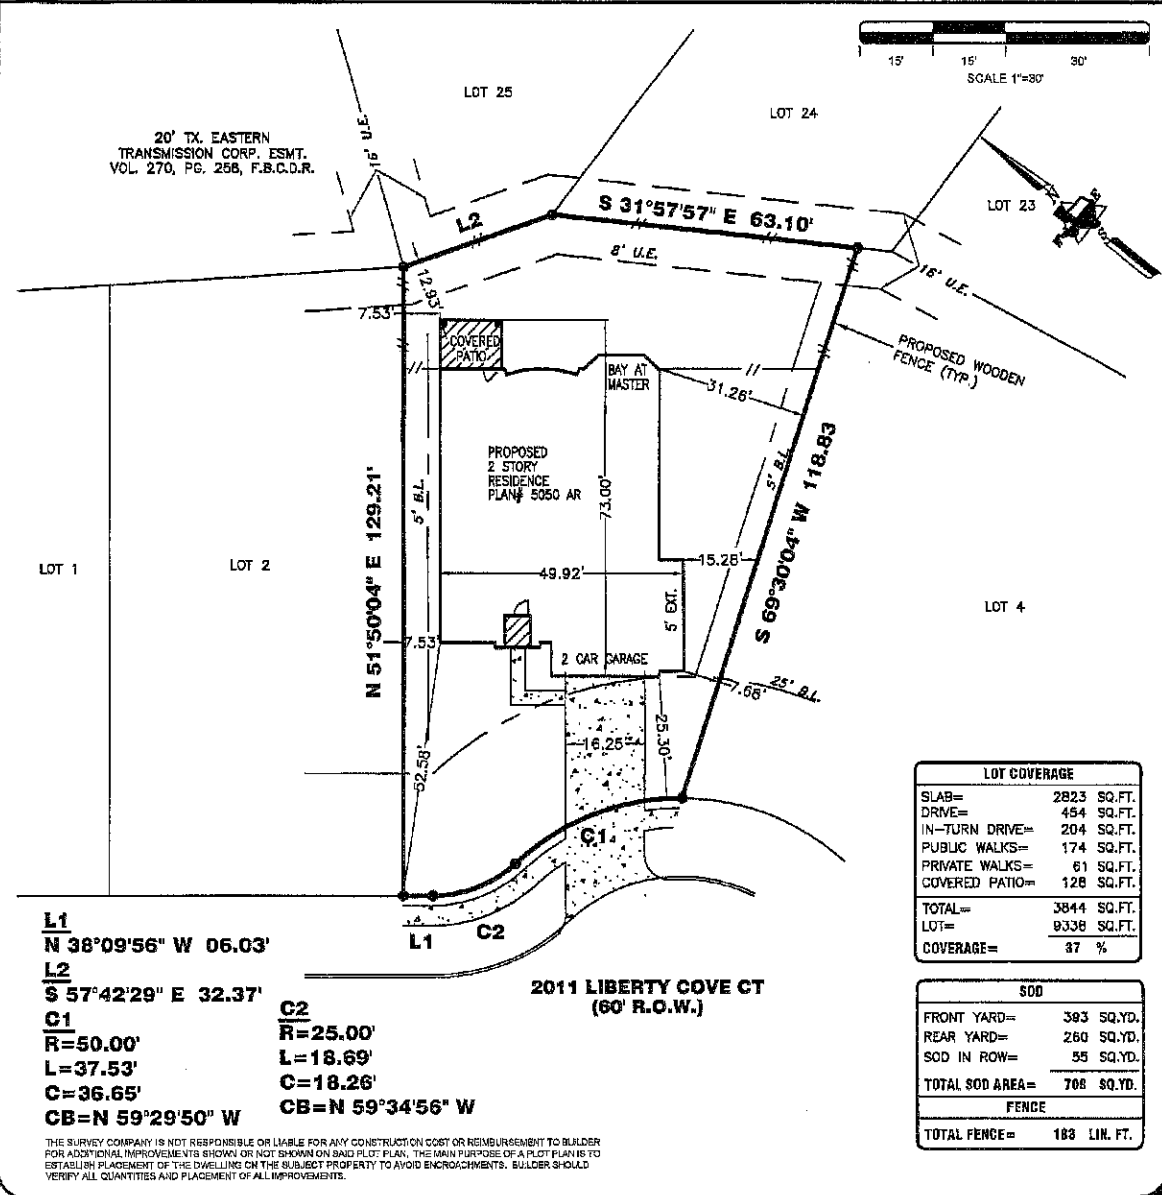 15' 15' 30'
SCALE 1"=30'
LOT 25
LOT 24
LOT 23
20' TX. EASTERN
TRANSMISSION CORP. ESMT.
VOL. 270, PG. 256, F.B.C.D.R.
16' U.E.
L2
S 31°57'57" E 63.10'
8' U.E.
16' U.E.
12.93'
7.53'
COVERED
PATIO
BAY AT
MASTER
31.26'
PROPOSED WOODEN
FENCE (TYP.)
PROPOSED
2 STORY
RESIDENCE
PLAN# 5050 AR
73.00'
5' B.L.
5' B.L.
N 51°50'04" E 129.21'
S 69°30'04" W 118.83
LOT 1
LOT 2
LOT 4
49.92'
15.28'
5' EXT.
7.53'
2 CAR GARAGE
7.68'
25' B.L.
16.25'
25.30'
52.58'
C1
L1
C2
2011 LIBERTY COVE CT
(60' R.O.W.)
L1
N 38°09'56" W 06.03'
L2
S 57°42'29" E 32.37'
C1
R=50.00'
L=37.53'
C=36.65'
CB=N 59°29'50" W
C2
R=25.00'
L=18.69'
C=18.26'
CB=N 59°34'56" W
LOT COVERAGE
SLAB= 2823 SQ.FT.
DRIVE= 454 SQ.FT.
IN-TURN DRIVE= 204 SQ.FT.
PUBLIC WALKS= 174 SQ.FT.
PRIVATE WALKS= 61 SQ.FT.
COVERED PATIO= 128 SQ.FT.
TOTAL= 3844 SQ.FT.
LOT= 9336 SQ.FT.
COVERAGE= 37 %
SOD
FRONT YARD= 393 SQ.YD.
REAR YARD= 260 SQ.YD.
SOD IN ROW= 55 SQ.YD.
TOTAL SOD AREA= 708 SQ.YD.
FENCE
TOTAL FENCE= 183 LIN. FT.
THE SURVEY COMPANY IS NOT RESPONSIBLE OR LIABLE FOR ANY CONSTRUCTION COST OR REIMBURSEMENT TO BUILDER
FOR ADDITIONAL IMPROVEMENTS SHOWN OR NOT SHOWN ON SAID PLOT PLAN, THE MAIN PURPOSE OF A PLOT PLAN IS TO
ESTABLISH PLACEMENT OF THE DWELLING ON THE SUBJECT PROPERTY TO AVOID ENCROACHMENTS. BUILDER SHOULD
VERIFY ALL QUANTITIES AND PLACEMENT OF ALL IMPROVEMENTS.